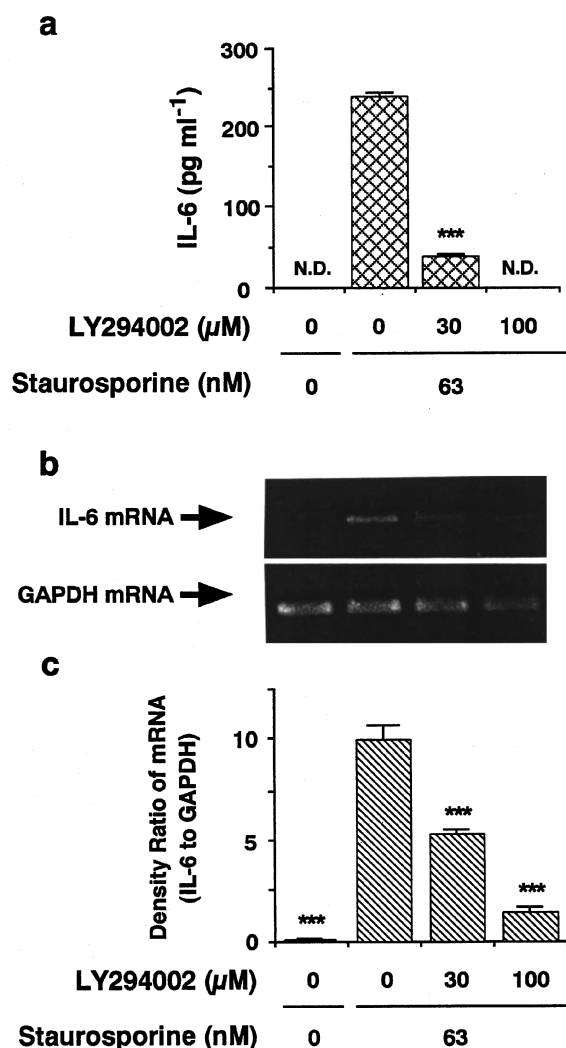 a
300
200
100
0
IL-6 (pg ml⁻¹)
N.D.
***
N.D.
LY294002 (µM) 0 0 30 100
Staurosporine (nM) 0 63
b
IL-6 mRNA
GAPDH mRNA
c
10
5
0
Density Ratio of mRNA
(IL-6 to GAPDH)
***
***
***
LY294002 (µM) 0 0 30 100
Staurosporine (nM) 0 63